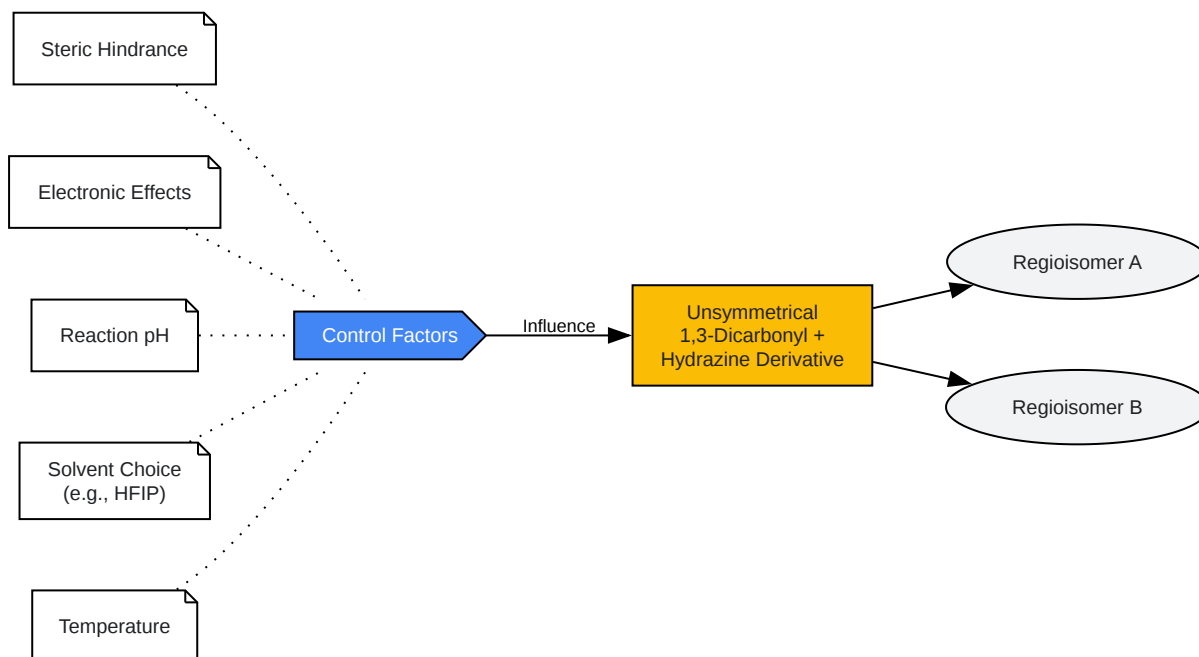 Steric Hindrance
Electronic Effects
Reaction pH
Solvent Choice
(e.g., HFIP)
Temperature
Control Factors
Influence
Unsymmetrical
1,3-Dicarbonyl +
Hydrazine Derivative
Regioisomer A
Regioisomer B